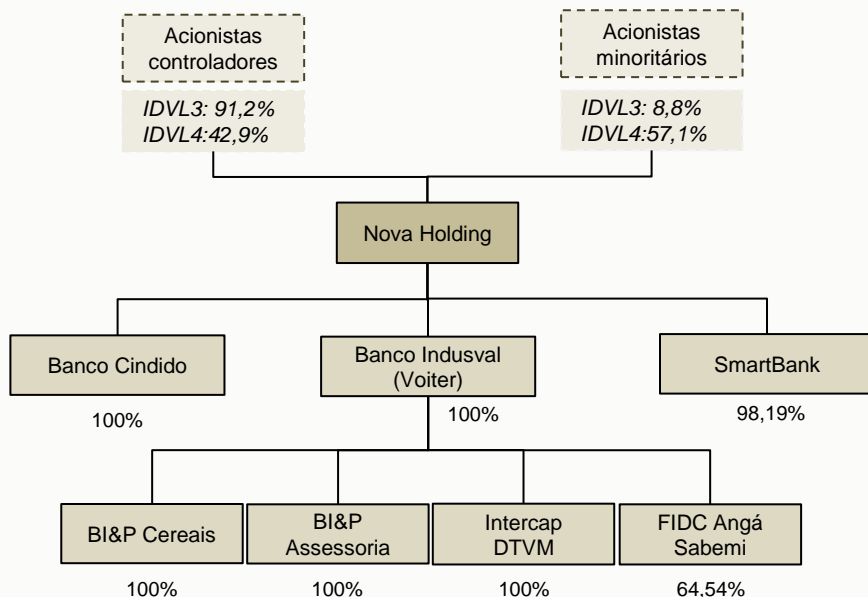 Acionistas
controladores
Acionistas
minoritários
IDVL3: 91,2%
IDVL4:42,9%
IDVL3: 8,8%
IDVL4:57,1%
Nova Holding
Banco Cindido
Banco Indusval
(Voiter)
SmartBank
100%
100%
98,19%
BI&P Cereais
BI&P
Assessoria
Intercap
DTVM
FIDC Angá
Sabemi
100%
100%
100%
64,54%